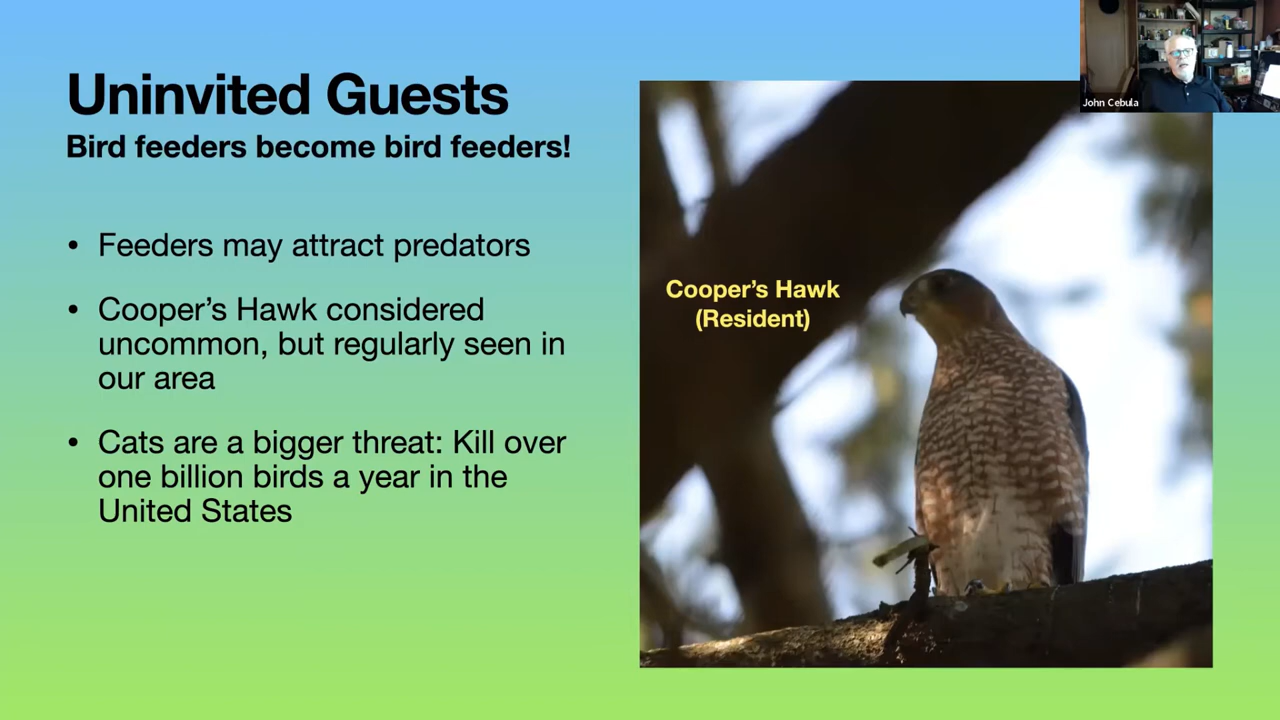 Uninvited Guests
Bird feeders become bird feeders!
• Feeders may attract predators
• Cooper’s Hawk considered
uncommon, but regularly seen in
our area
• Cats are a bigger threat: Kill over
one billion birds a year in the
United States
Cooper’s Hawk
(Resident)
John Cebula